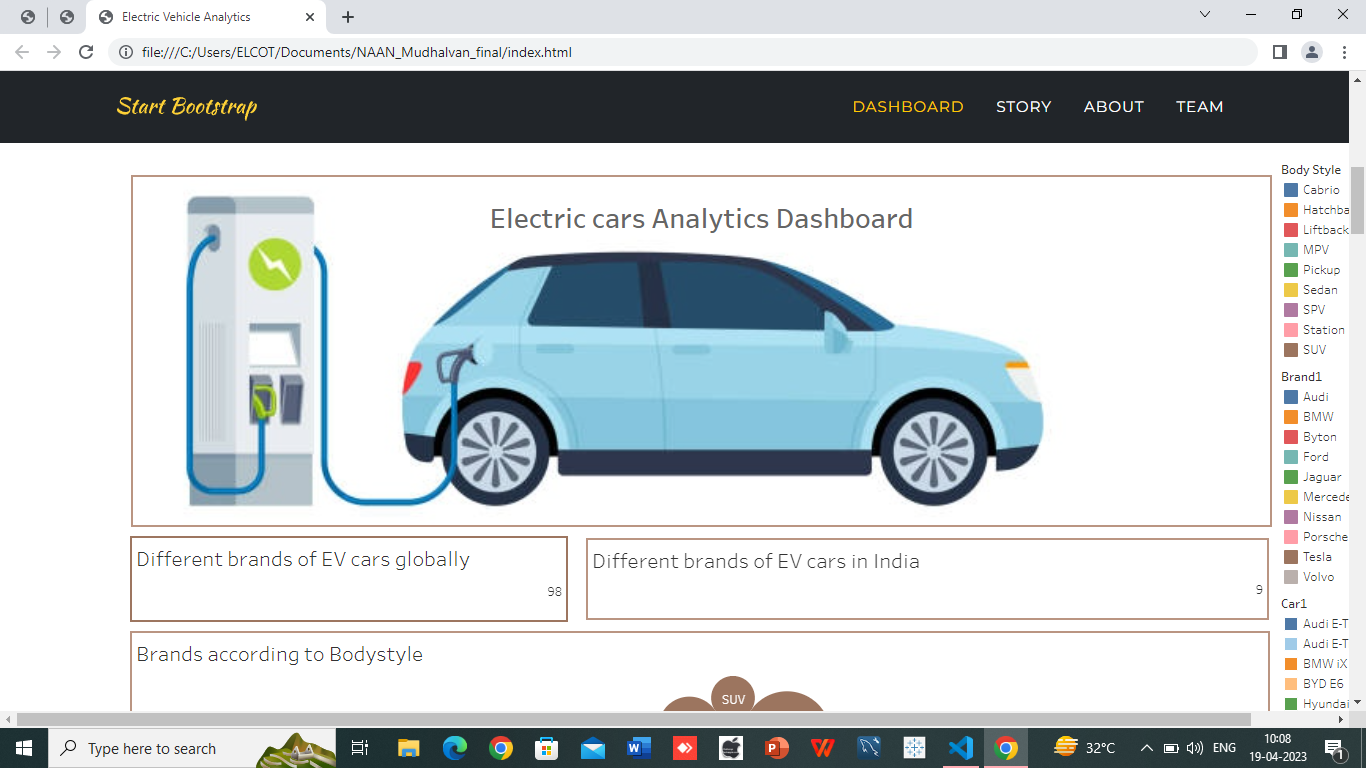 Electric Vehicle Analytics
file:///C:/Users/ELCOT/Documents/NAAN_Mudhalvan_final/index.html
Start Bootstrap
DASHBOARD STORY ABOUT TEAM
Electric cars Analytics Dashboard
Different brands of EV cars globally
98
Different brands of EV cars in India
9
Brands according to Bodystyle
SUV
Body Style
Cabrio
Hatchba
Liftback
MPV
Pickup
Sedan
SPV
Station
SUV
Brand1
Audi
BMW
Byton
Ford
Jaguar
Mercede
Nissan
Porsche
Tesla
Volvo
Car1
Audi E-T
Audi E-T
BMW iX
BYD E6
Hyundai
Type here to search
32°C
ENG
10:08
19-04-2023
1